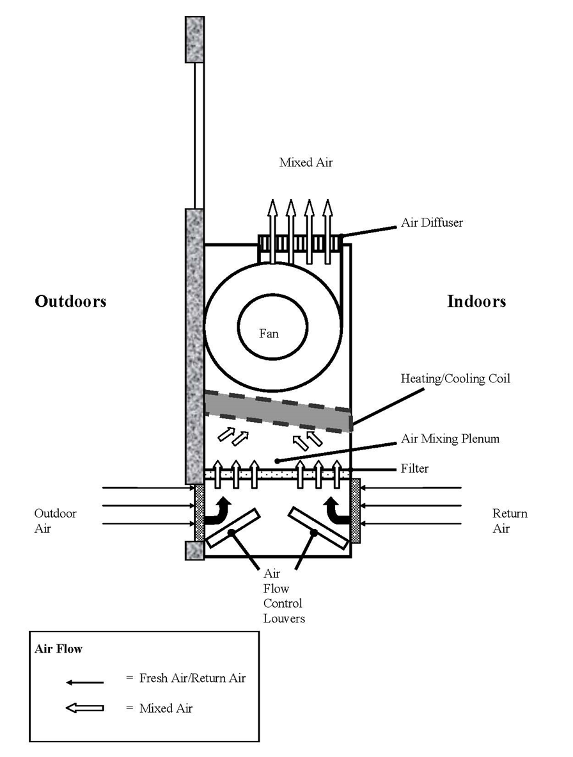 Mixed Air
Air Diffuser
Outdoors
Indoors
Fan
Heating/Cooling Coil
Air Mixing Plenum
Filter
Outdoor
Air
Return
Air
Air
Flow
Control
Louvers
Air Flow
= Fresh Air/Return Air
= Mixed Air